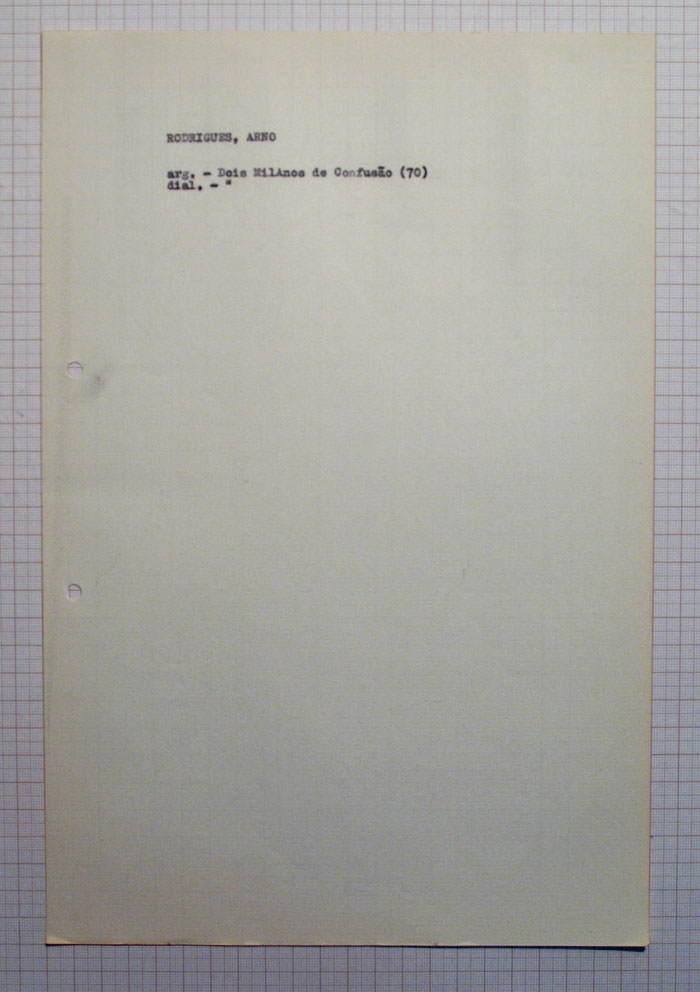 RODRIGUES, ARNO
arg. - Dois MilAnos de Confusão (70)
dial. - "